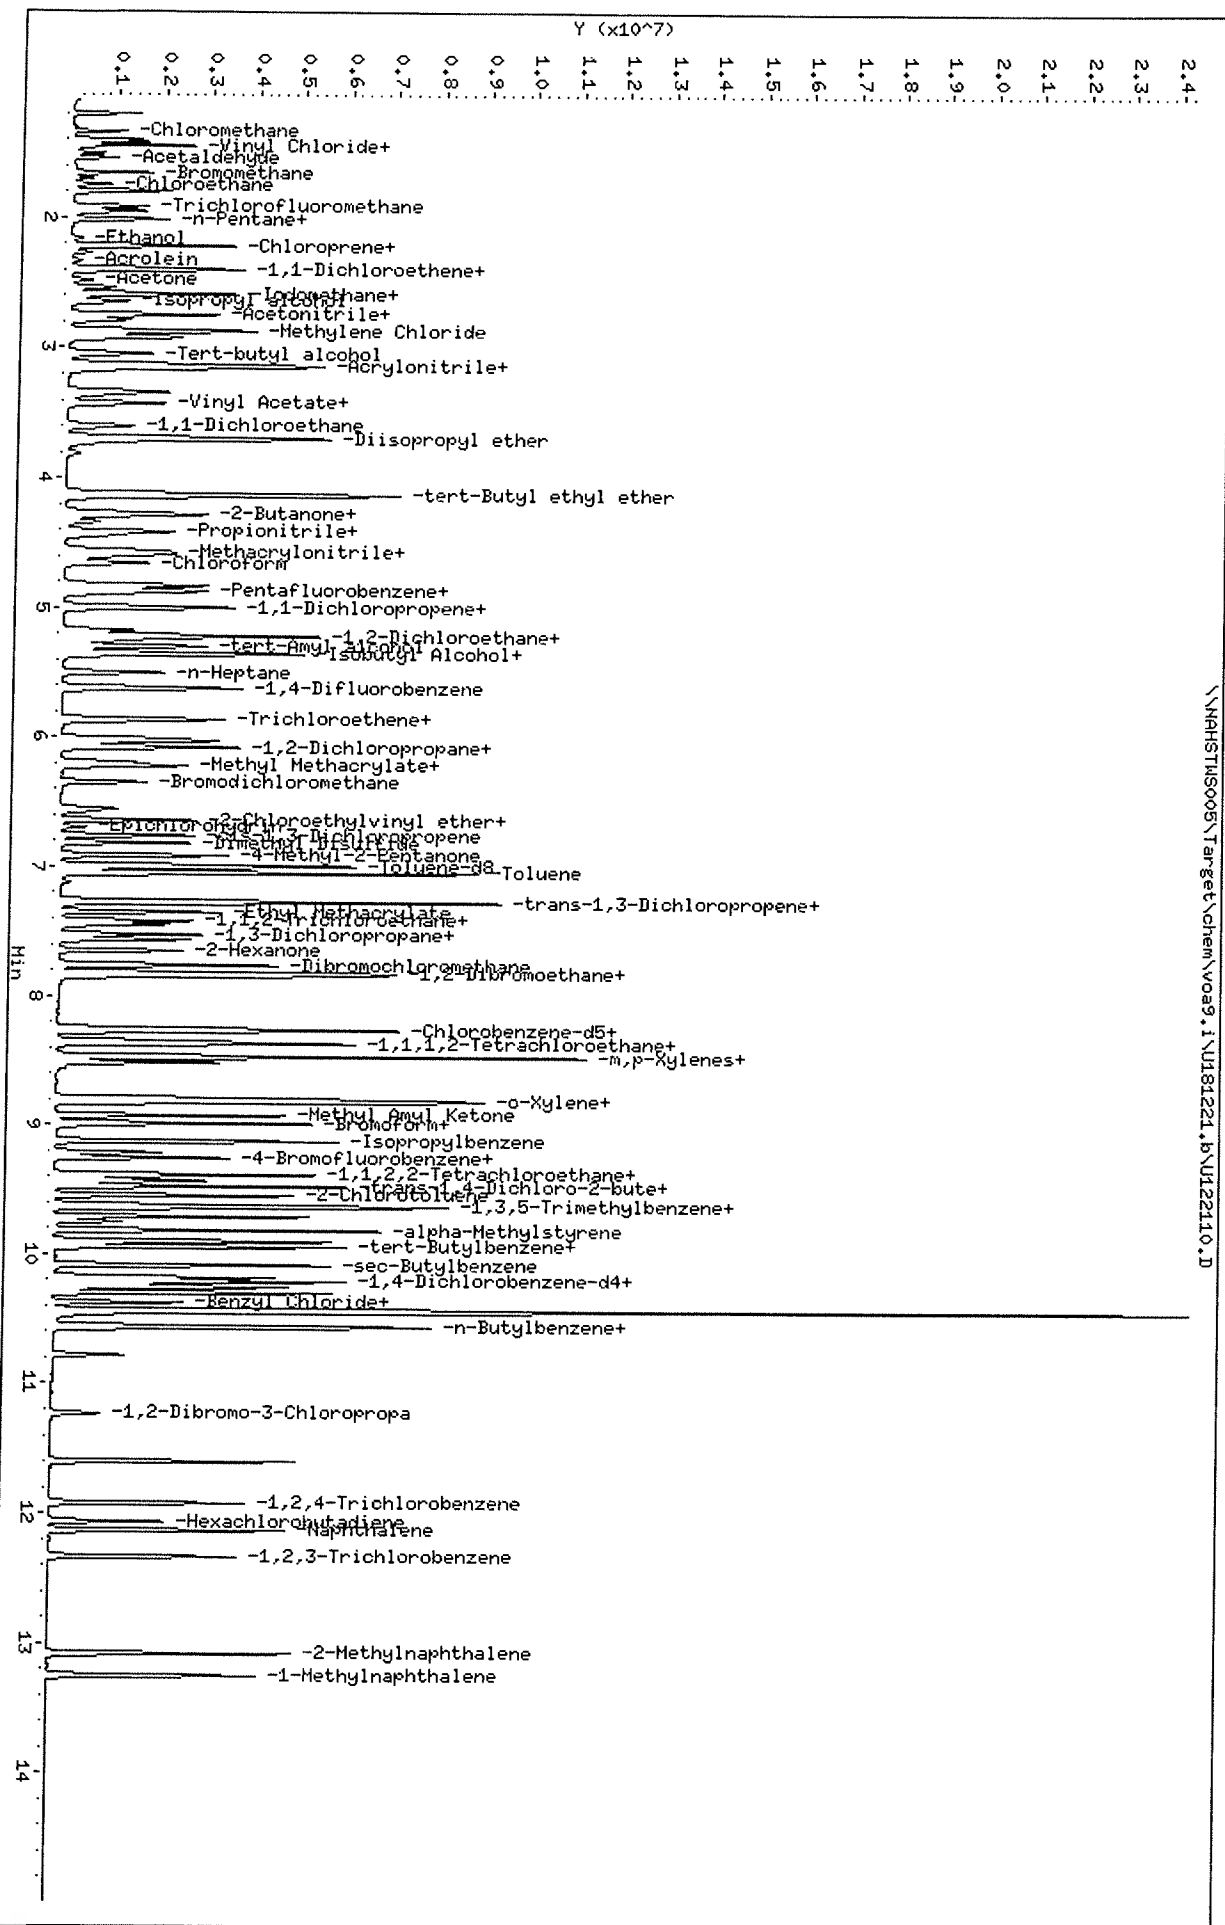 \\NAHSTWS005\Target\chem\voa9.i\U181221.b\U122110.D
Y (x10^7)
0.1
0.2
0.3
0.4
0.5
0.6
0.7
0.8
0.9
1.0
1.1
1.2
1.3
1.4
1.5
1.6
1.7
1.8
1.9
2.0
2.1
2.2
2.3
2.4
-Chloromethane
-Vinyl Chloride+
-Acetaldehyde
-Bromomethane
-Chloroethane
-Trichlorofluoromethane
2
-n-Pentane+
-Ethanol
-Chloroprene+
-Acrolein
-1,1-Dichloroethene+
-Acetone
-Iodomethane+
-Isopropyl alcohol
-Acetonitrile+
-Methylene Chloride
3
-Tert-butyl alcohol
-Acrylonitrile+
-Vinyl Acetate+
-1,1-Dichloroethane
-Diisopropyl ether
4
-tert-Butyl ethyl ether
-2-Butanone+
-Propionitrile+
-Methacrylonitrile+
-Chloroform
-Pentafluorobenzene+
5
-1,1-Dichloropropene+
-1,2-Dichloroethane+
-tert-Amyl alcohol
-Isobutyl Alcohol+
-n-Heptane
-1,4-Difluorobenzene
-Trichloroethene+
6
-1,2-Dichloropropane+
-Methyl Methacrylate+
-Bromodichloromethane
-2-Chloroethylvinyl ether+
-Epichlorohydrin
-cis-1,3-Dichloropropene
-Dimethyl Disulfide
-4-Methyl-2-Pentanone
7
-Toluene-d8
-Toluene
-trans-1,3-Dichloropropene+
-Ethyl Methacrylate
-1,1,2-Trichloroethane+
-1,3-Dichloropropane+
-2-Hexanone
-Dibromochloromethane
-1,2-Dibromoethane+
Min
8
-Chlorobenzene-d5+
-1,1,1,2-Tetrachloroethane+
-m,p-Xylenes+
-o-Xylene+
-Methyl Amyl Ketone
9
-Bromoform+
-Isopropylbenzene
-4-Bromofluorobenzene+
-1,1,2,2-Tetrachloroethane+
-trans-1,4-Dichloro-2-bute+
-2-Chlorotoluene
-1,3,5-Trimethylbenzene+
-alpha-Methylstyrene
-tert-Butylbenzene+
10
-sec-Butylbenzene
-1,4-Dichlorobenzene-d4+
-Benzyl Chloride+
-n-Butylbenzene+
11
-1,2-Dibromo-3-Chloropropa
-1,2,4-Trichlorobenzene
12
-Hexachlorobutadiene
-Naphthalene
-1,2,3-Trichlorobenzene
13
-2-Methylnaphthalene
-1-Methylnaphthalene
14